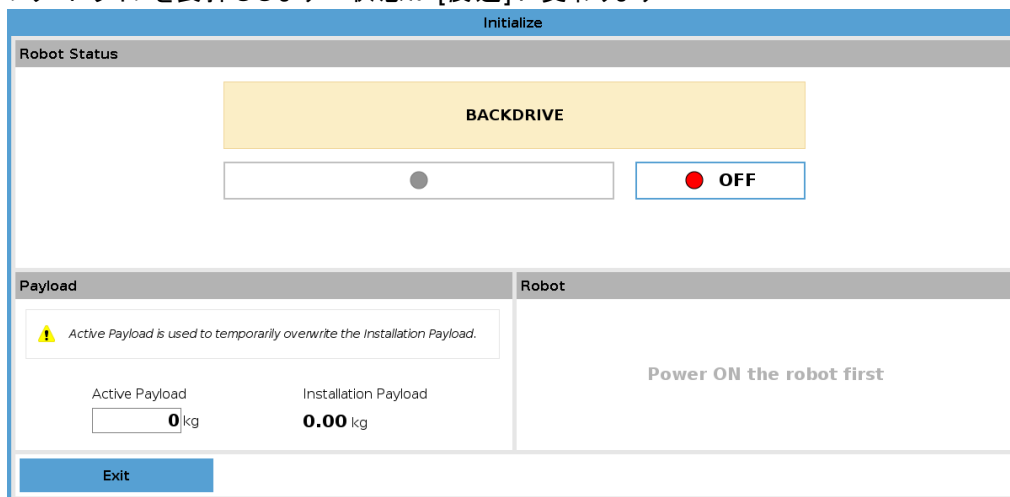 Initialize
Robot Status
BACKDRIVE
OFF
Payload
Robot
Active Payload is used to temporarily overwrite the Installation Payload.
Power ON the robot first
Active Payload
Installation Payload
0 kg
0.00 kg
Exit